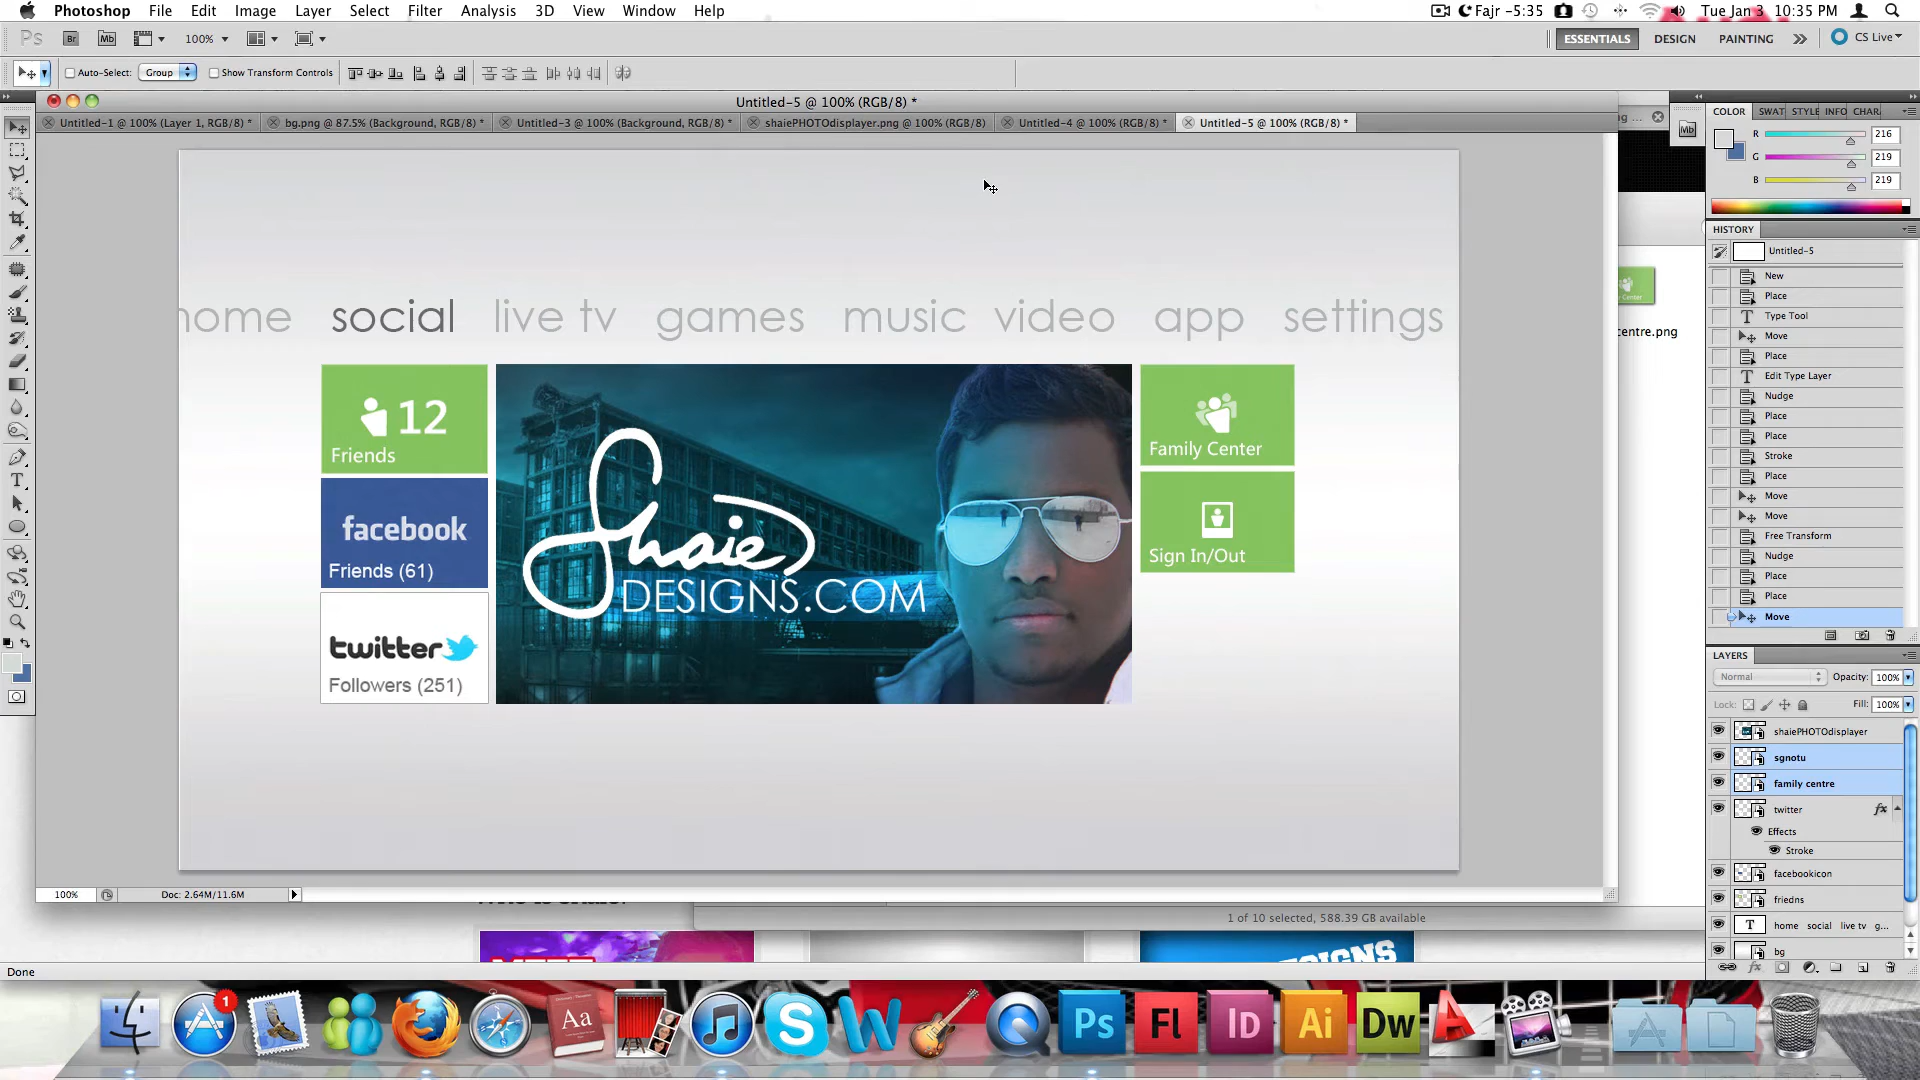 Photoshop File Edit Image Layer Select Filter Analysis 3D View Window Help Fajr -5:35 Tue Jan 3 10:35 PM
Ps Br Mb 100% ESSENTIALS DESIGN PAINTING CS Live
Auto-Select: Group Show Transform Controls
Untitled-5 @ 100% (RGB/8) *
Untitled-1 @ 100% (Layer 1, RGB/8) * bg.png @ 87.5% (Background, RGB/8) * Untitled-3 @ 100% (Background, RGB/8) * shaiePHOTOdisplayer.png @ 100% (RGB/8) Untitled-4 @ 100% (RGB/8) * Untitled-5 @ 100% (RGB/8) *
home social live tv games music video app settings
12
Friends
facebook
Friends (61)
twitter
Followers (251)
Shaie
DESIGNS.COM
Family Center
Sign In/Out
centre.png
Mb
COLOR SWAT STYLE INFO CHAR
R 216
G 219
B 219
HISTORY
Untitled-5
New
Place
Type Tool
Move
Place
Edit Type Layer
Nudge
Place
Place
Stroke
Place
Move
Move
Free Transform
Nudge
Place
Place
Move
LAYERS
Normal Opacity: 100%
Lock: Fill: 100%
shaiePHOTOdisplayer
sgnotu
family centre
twitter fx
Effects
Stroke
facebookicon
friedns
T home social live tv g...
bg
100% Doc: 2.64M/11.6M
1 of 10 selected, 588.39 GB available
Done
1
Aa
Ps Fl Id Ai Dw